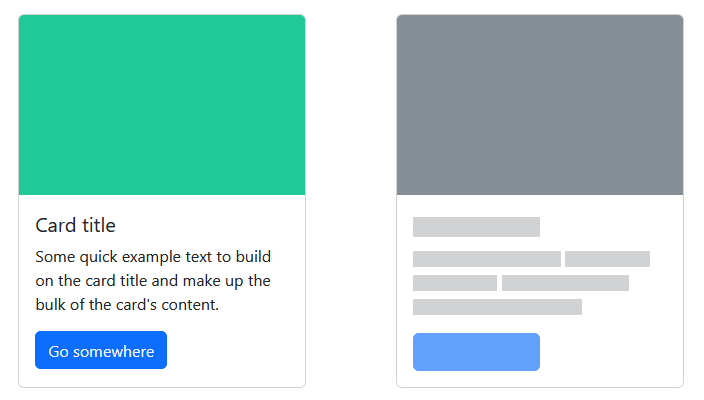 Card title
Some quick example text to build
on the card title and make up the
bulk of the card's content.
Go somewhere